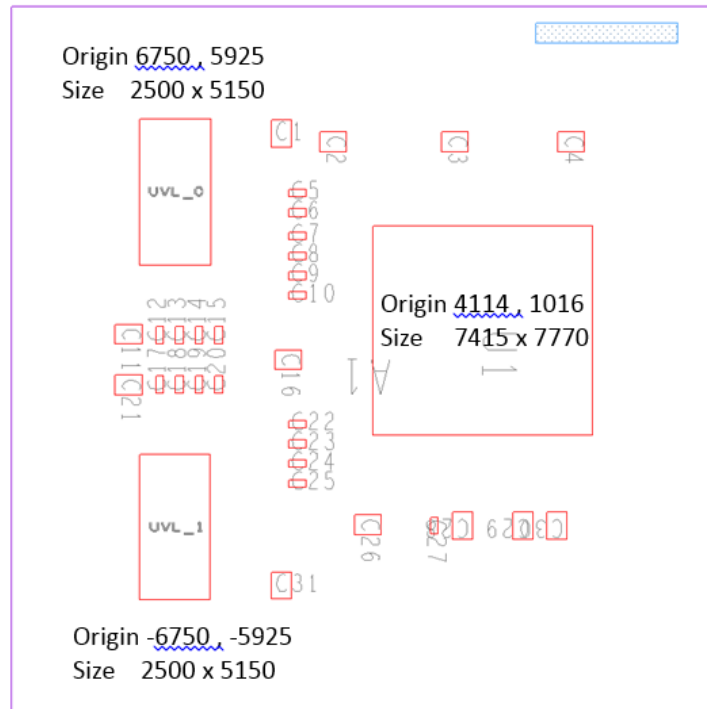 Origin 6750 , 5925
Size 2500 x 5150
C1
C2
C3
C4
UVL_0
C5
C6
C7
C8
C9
C10
Origin 4114 , 1016
Size 7415 x 7770
U1
A1
C11
C12
C13
C14
C15
C16
C17
C18
C19
C20
C21
C22
C23
C24
C25
UVL_1
C26
C27
C29
C30
C31
Origin -6750 , -5925
Size 2500 x 5150